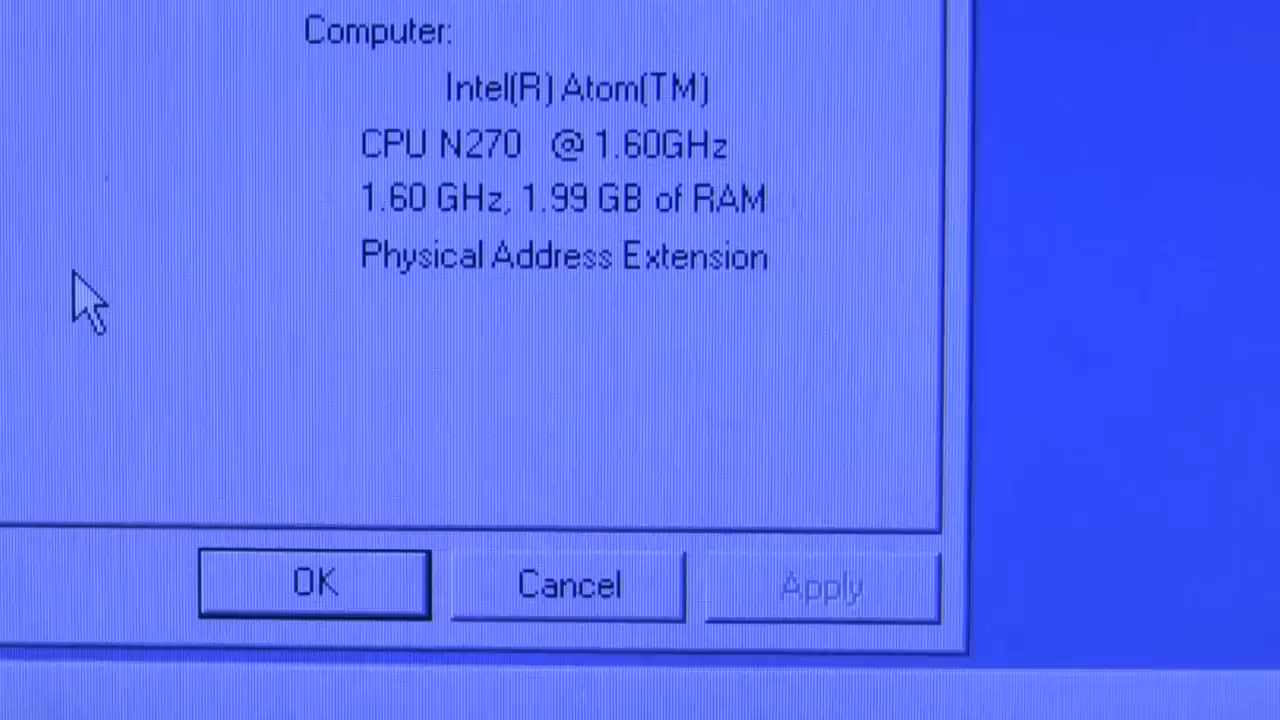 Computer:
Intel(R) Atom(TM)
CPU N270 @ 1.60GHz
1.60 GHz, 1.99 GB of RAM
Physical Address Extension
OK
Cancel
Apply